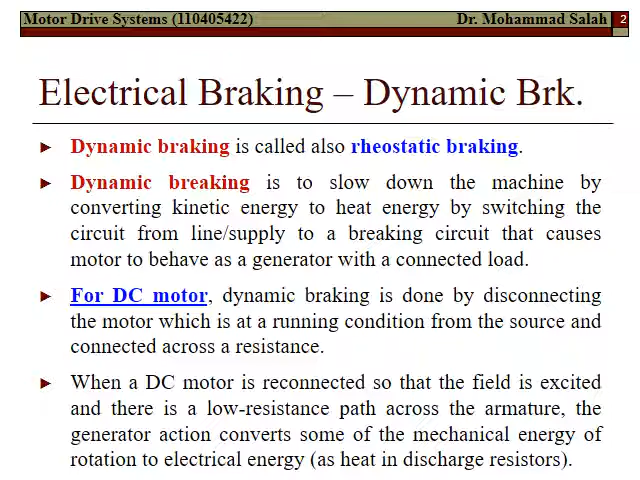 Motor Drive Systems (110405422) Dr. Mohammad Salah 2
Electrical Braking – Dynamic Brk.
► Dynamic braking is called also rheostatic braking.
► Dynamic breaking is to slow down the machine by
converting kinetic energy to heat energy by switching the
circuit from line/supply to a breaking circuit that causes
motor to behave as a generator with a connected load.
► For DC motor, dynamic braking is done by disconnecting
the motor which is at a running condition from the source and
connected across a resistance.
► When a DC motor is reconnected so that the field is excited
and there is a low-resistance path across the armature, the
generator action converts some of the mechanical energy of
rotation to electrical energy (as heat in discharge resistors).